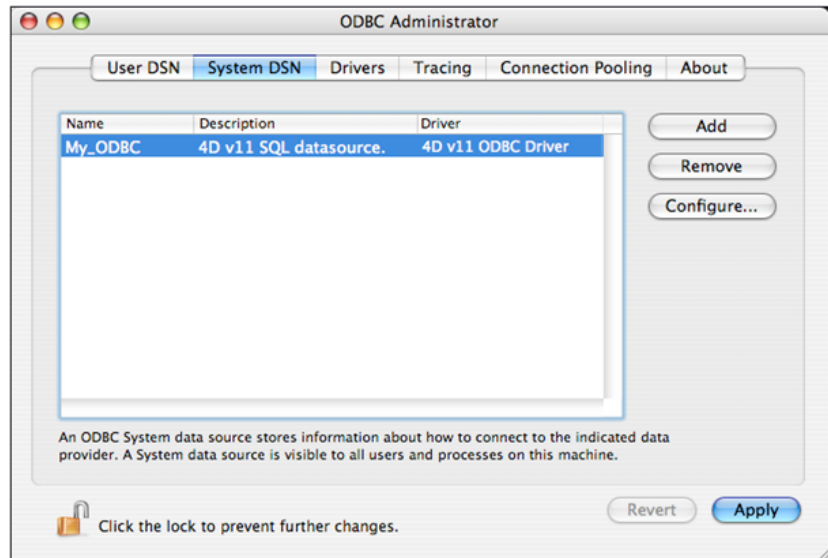 ODBC Administrator
User DSN System DSN Drivers Tracing Connection Pooling About
Name Description Driver
My_ODBC 4D v11 SQL datasource. 4D v11 ODBC Driver
Add
Remove
Configure...
An ODBC System data source stores information about how to connect to the indicated data
provider. A System data source is visible to all users and processes on this machine.
Click the lock to prevent further changes.
Revert Apply